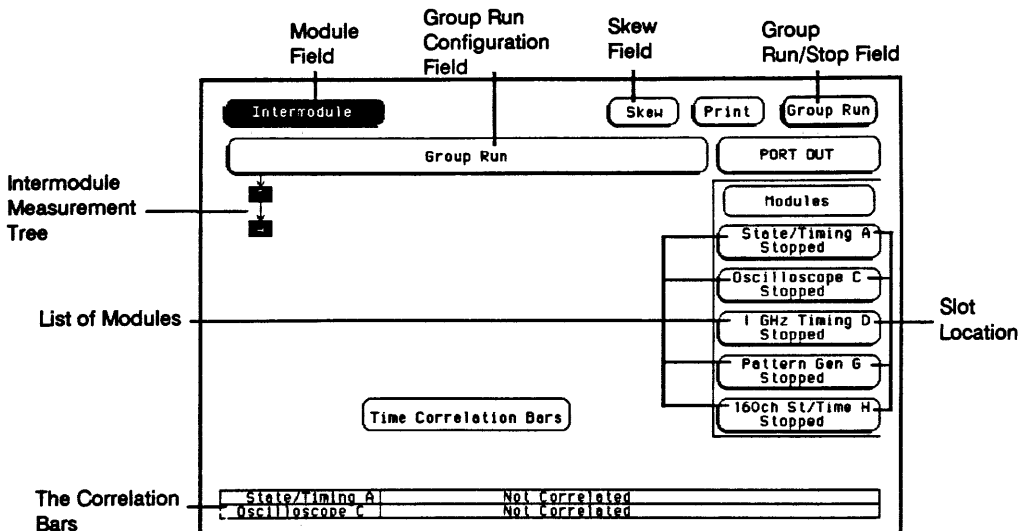 Module
Field
Group Run
Configuration
Field
Skew
Field
Group
Run/Stop Field
Intermodule
Skew
Print
Group Run
Group Run
PORT OUT
Intermodule
Measurement
Tree
Modules
State/Timing A
Stopped
Oscilloscope C
Stopped
List of Modules
1 GHz Timing D
Stopped
Slot
Location
Pattern Gen G
Stopped
160ch St/Time H
Stopped
Time Correlation Bars
The Correlation
Bars
State/Timing A
Not Correlated
Oscilloscope C
Not Correlated